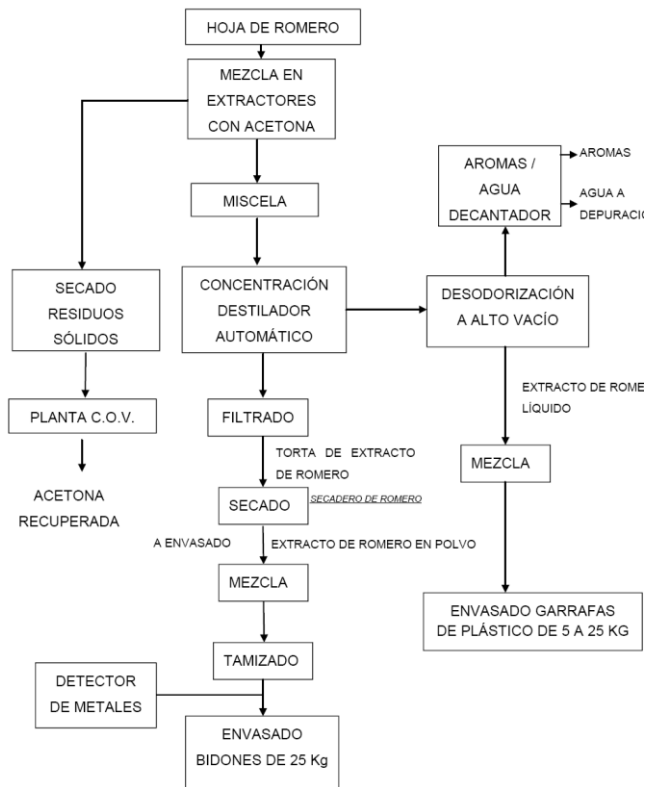 HOJA DE ROMERO
MEZCLA EN
EXTRACTORES
CON ACETONA
MISCELA
AROMAS /
AGUA
DECANTADOR
AROMAS
AGUA A
DEPURACIÓ
SECADO
RESIDUOS
SÓLIDOS
CONCENTRACIÓN
DESTILADOR
AUTOMÁTICO
DESODORIZACIÓN
A ALTO VACÍO
PLANTA C.O.V.
FILTRADO
EXTRACTO DE ROME
LÍQUIDO
ACETONA
RECUPERADA
TORTA DE EXTRACTO
DE ROMERO
MEZCLA
SECADO
SECADERO DE ROMERO
A ENVASADO
EXTRACTO DE ROMERO EN POLVO
MEZCLA
ENVASADO GARRAFAS
DE PLÁSTICO DE 5 A 25 KG
TAMIZADO
DETECTOR
DE METALES
ENVASADO
BIDONES DE 25 Kg